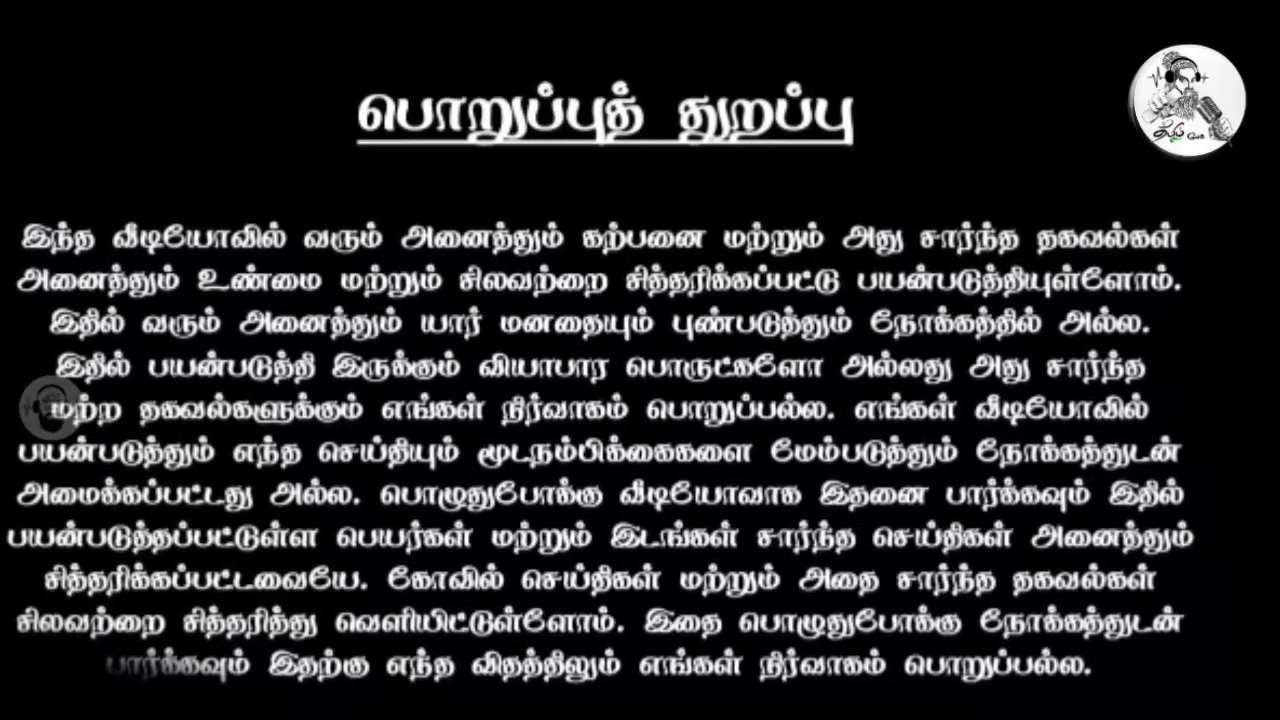 பொறுப்புத் துறப்பு
தமிழ்
இந்த வீடியோவில் வரும் அனைத்தும் கற்பனை மற்றும் அது சார்ந்த தகவல்கள்
அனைத்தும் உண்மை மற்றும் சிலவற்றை சித்தரிக்கப்பட்டு பயன்படுத்தியுள்ளோம்.
இதில் வரும் அனைத்தும் யார் மனதையும் புண்படுத்தும் நோக்கத்தில் அல்ல.
இதில் பயன்படுத்தி இருக்கும் வியாபார பொருட்களோ அல்லது அது சார்ந்த
மற்ற தகவல்களுக்கும் எங்கள் நிர்வாகம் பொறுப்பல்ல. எங்கள் வீடியோவில்
பயன்படுத்தும் எந்த செய்தியும் மூடநம்பிக்கைகளை மேம்படுத்தும் நோக்கத்துடன்
அமைக்கப்பட்டது அல்ல. பொழுதுபோக்கு வீடியோவாக இதனை பார்க்கவும் இதில்
பயன்படுத்தப்பட்டுள்ள பெயர்கள் மற்றும் இடங்கள் சார்ந்த செய்திகள் அனைத்தும்
சித்தரிக்கப்பட்டவையே. கோவில் செய்திகள் மற்றும் அதை சார்ந்த தகவல்கள்
சிலவற்றை சித்தரித்து வெளியிட்டுள்ளோம். இதை பொழுதுபோக்கு நோக்கத்துடன்
பார்க்கவும் இதற்கு எந்த விதத்திலும் எங்கள் நிர்வாகம் பொறுப்பல்ல.